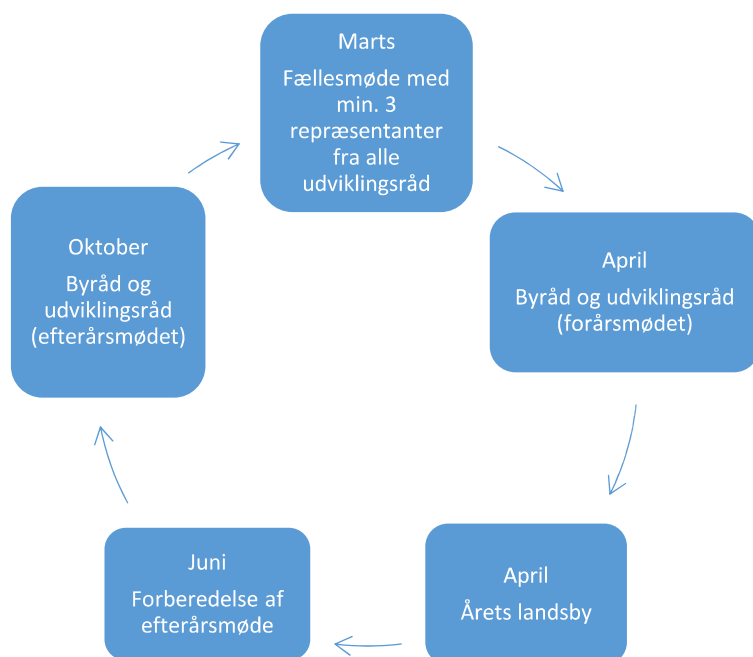 Marts
Fællesmøde med
min. 3
repræsentanter
fra alle
udviklingsråd
April
Byråd og udviklingsråd
(forårsmødet)
April
Årets landsby
Juni
Forberedelse af
efterårsmøde
Oktober
Byråd og
udviklingsråd
(efterårsmødet)